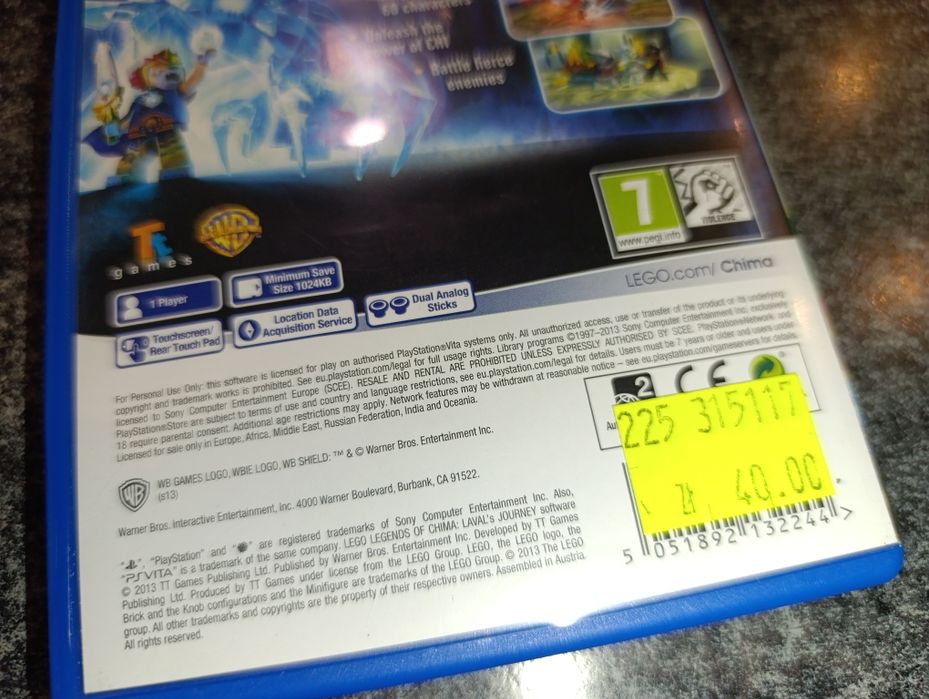 68 characters
Unleash the
power of CHI
Battle fierce
enemies
7
www.pegi.info
VIOLENCE
TT
games
WB
LEGO.com/ Chima
1 Player
Minimum Save
Size 1024KB
Touchscreen/
Rear Touch Pad
Location Data
Acquisition Service
Dual Analog
Sticks
For Personal Use Only: this software is licensed for play on authorised PlayStation®Vita systems only. All unauthorized access, use or transfer of the product or its underlying
copyright and trademark works is prohibited. See eu.playstation.com/legal for full usage rights. Library programs ©1997–2013 Sony Computer Entertainment Inc. exclusively
licensed to Sony Computer Entertainment Europe (SCEE). RESALE AND RENTAL ARE PROHIBITED UNLESS EXPRESSLY AUTHORISED BY SCEE. PlayStation®Network and
PlayStation®Store are subject to terms of use and country and language restrictions, see eu.playstation.com/legal for details. Users must be 7 years or older and users under
18 require parental consent. Additional age restrictions may apply. Network features may be withdrawn at reasonable notice – see eu.playstation.com/gameservers for details.
Licensed for sale only in Europe, Africa, Middle East, Russian Federation, India and Oceania.
2
CE
Au
225 315117
zł 40.00
WB GAMES LOGO, WBIE LOGO, WB SHIELD: ™ & © Warner Bros. Entertainment Inc.
(s13)
Warner Bros. Interactive Entertainment, Inc. 4000 Warner Boulevard, Burbank, CA 91522.
"PlayStation" and are registered trademarks of Sony Computer Entertainment Inc. Also,
"PSVITA" is a trademark of the same company. LEGO LEGENDS OF CHIMA: LAVAL'S JOURNEY software
© 2013 TT Games Publishing Ltd. Published by Warner Bros. Entertainment Inc. Developed by TT Games
Publishing Ltd. Produced by TT Games under license from the LEGO Group. LEGO, the LEGO logo, the
Brick and the Knob configurations and the Minifigure are trademarks of the LEGO Group. © 2013 The LEGO
group. All other trademarks and copyrights are the property of their respective owners. Assembled in Austria.
All rights reserved.
5 051892 132244 >